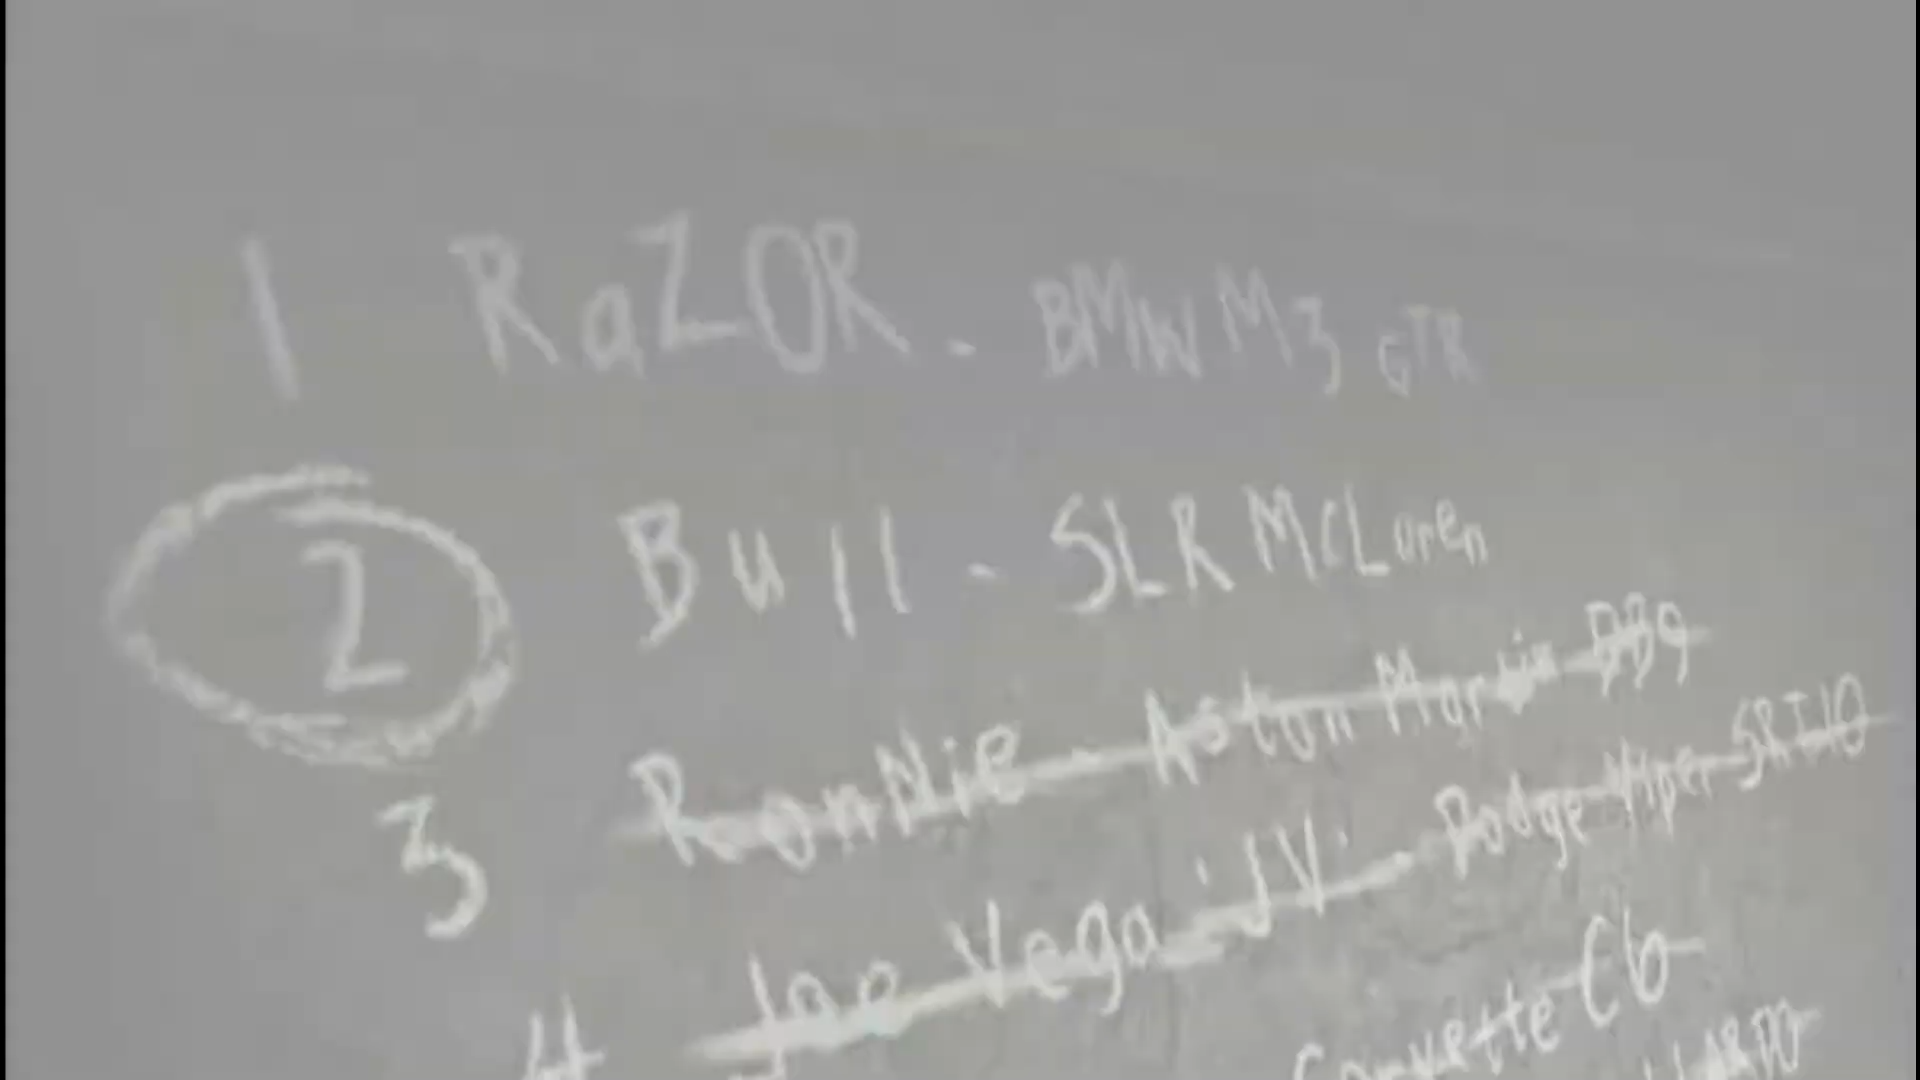 1 RaZOR - BMW M3 GTR
2 Bull - SLR McLaren
3 RonNie - Aston Martin DB9
4 Joe Vega 'JV' - Dodge Viper SRT10
Corvette C6